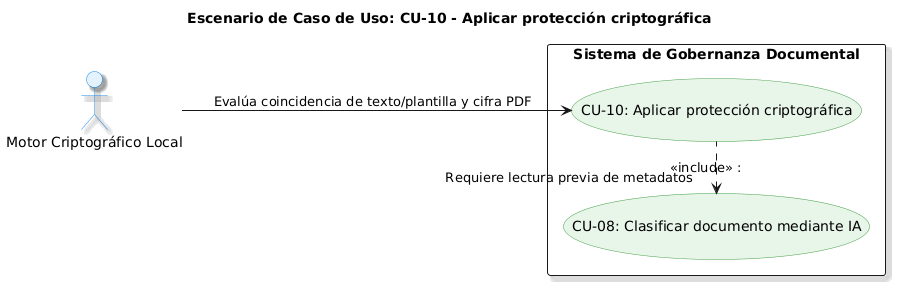 Escenario de Caso de Uso: CU-10 - Aplicar protección criptográfica
Sistema de Gobernanza Documental
Evalúa coincidencia de texto/plantilla y cifra PDF
CU-10: Aplicar protección criptográfica
Motor Criptográfico Local
«include» :
Requiere lectura previa de metadatos
CU-08: Clasificar documento mediante IA